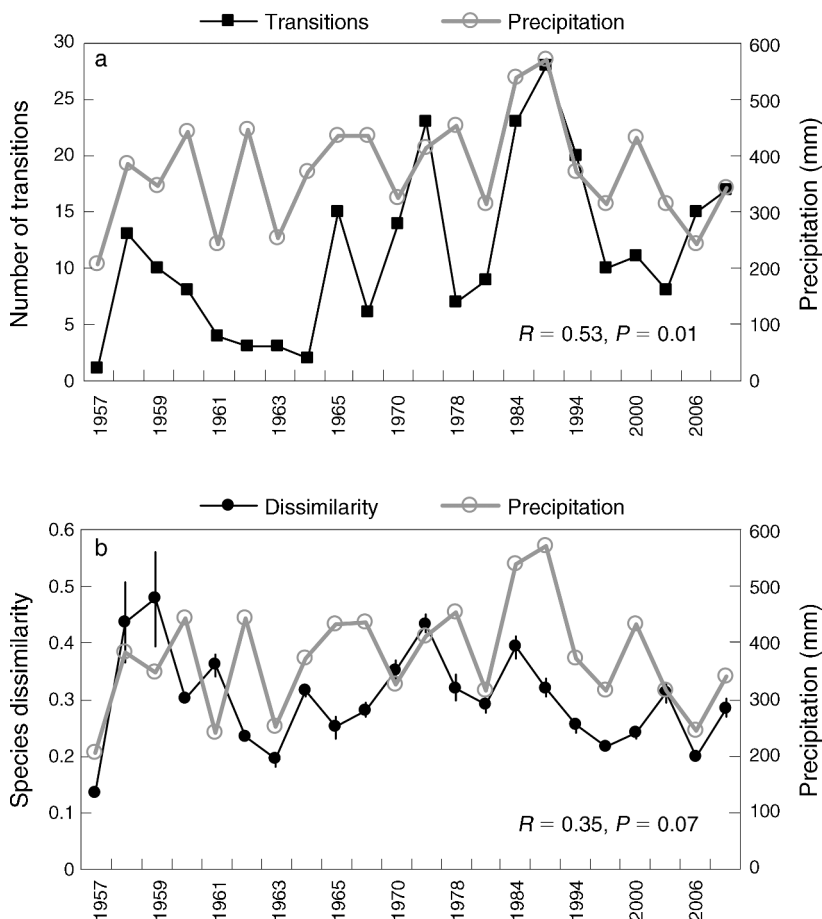 Transitions Precipitation
a
30
25
20
15
10
5
0
Number of transitions
600
500
400
300
200
100
0
Precipitation (mm)
R = 0.53, P = 0.01
1957 1959 1961 1963 1965 1970 1978 1984 1994 2000 2006
Dissimilarity Precipitation
b
0.6
0.5
0.4
0.3
0.2
0.1
0
Species dissimilarity
600
500
400
300
200
100
0
Precipitation (mm)
R = 0.35, P = 0.07
1957 1959 1961 1963 1965 1970 1978 1984 1994 2000 2006